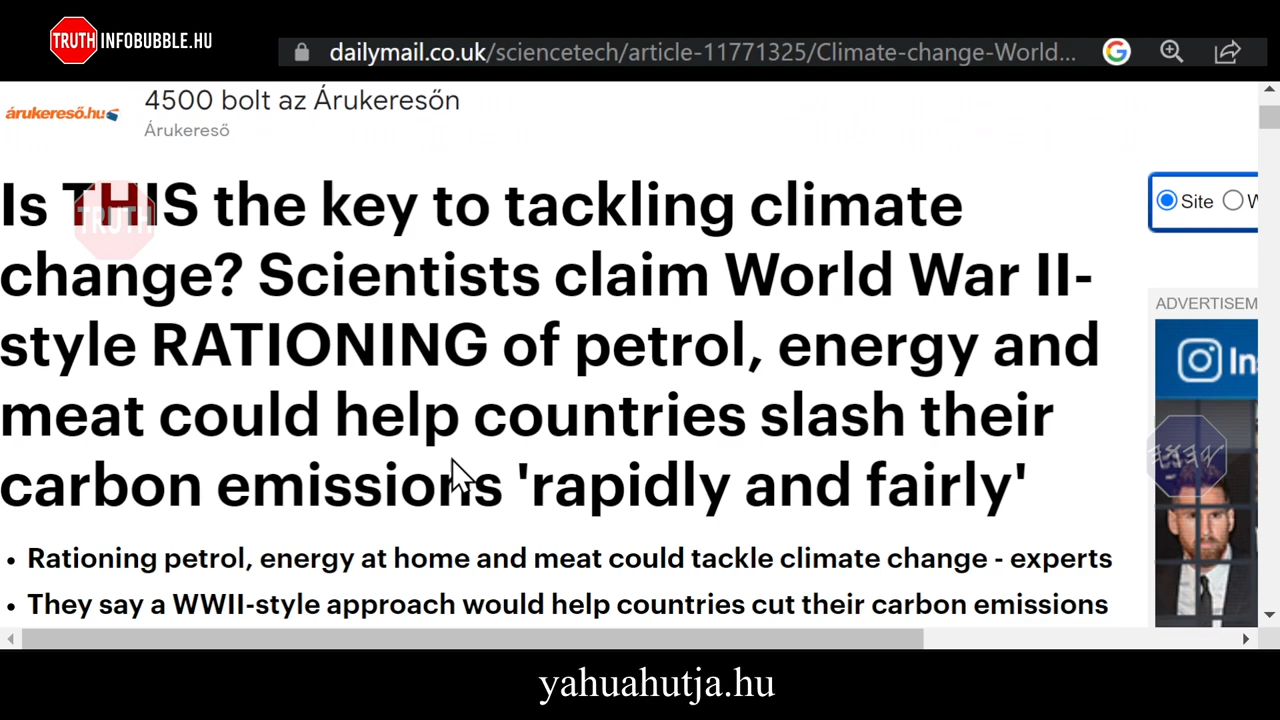 TRUTH INFOBUBBLE.HU
dailymail.co.uk/sciencetech/article-11771325/Climate-change-World...
árukereső.hu
4500 bolt az Árukeresőn
Árukereső
Is THIS the key to tackling climate
change? Scientists claim World War II-
style RATIONING of petrol, energy and
meat could help countries slash their
carbon emissions 'rapidly and fairly'
TRUTH
Site
ADVERTISEM
In
• Rationing petrol, energy at home and meat could tackle climate change - experts
• They say a WWII-style approach would help countries cut their carbon emissions
yahuahutja.hu